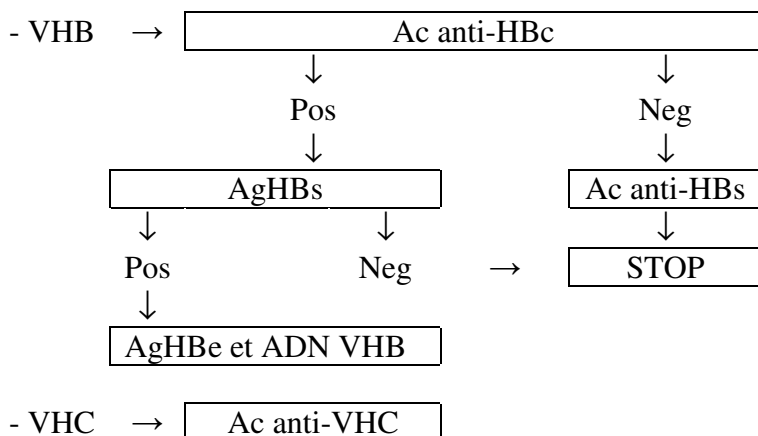 - VHB → Ac anti-HBc
↓ ↓
Pos Neg
↓ ↓
AgHBs Ac anti-HBs
↓ ↓ ↓
Pos Neg → STOP
↓
AgHBe et ADN VHB
- VHC → Ac anti-VHC